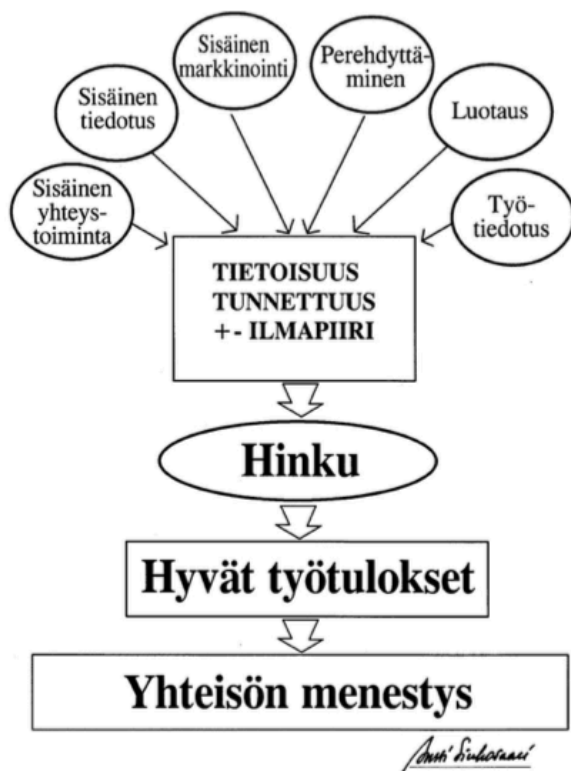 Sisäinen
markkinointi
Perehdyttä-
minen
Sisäinen
tiedotus
Luotaus
Sisäinen
yhteys-
toiminta
Työ-
tiedotus
TIETOISUUS
TUNNETTUUS
+- ILMAPIIRI
Hinku
Hyvät työtulokset
Yhteisön menestys